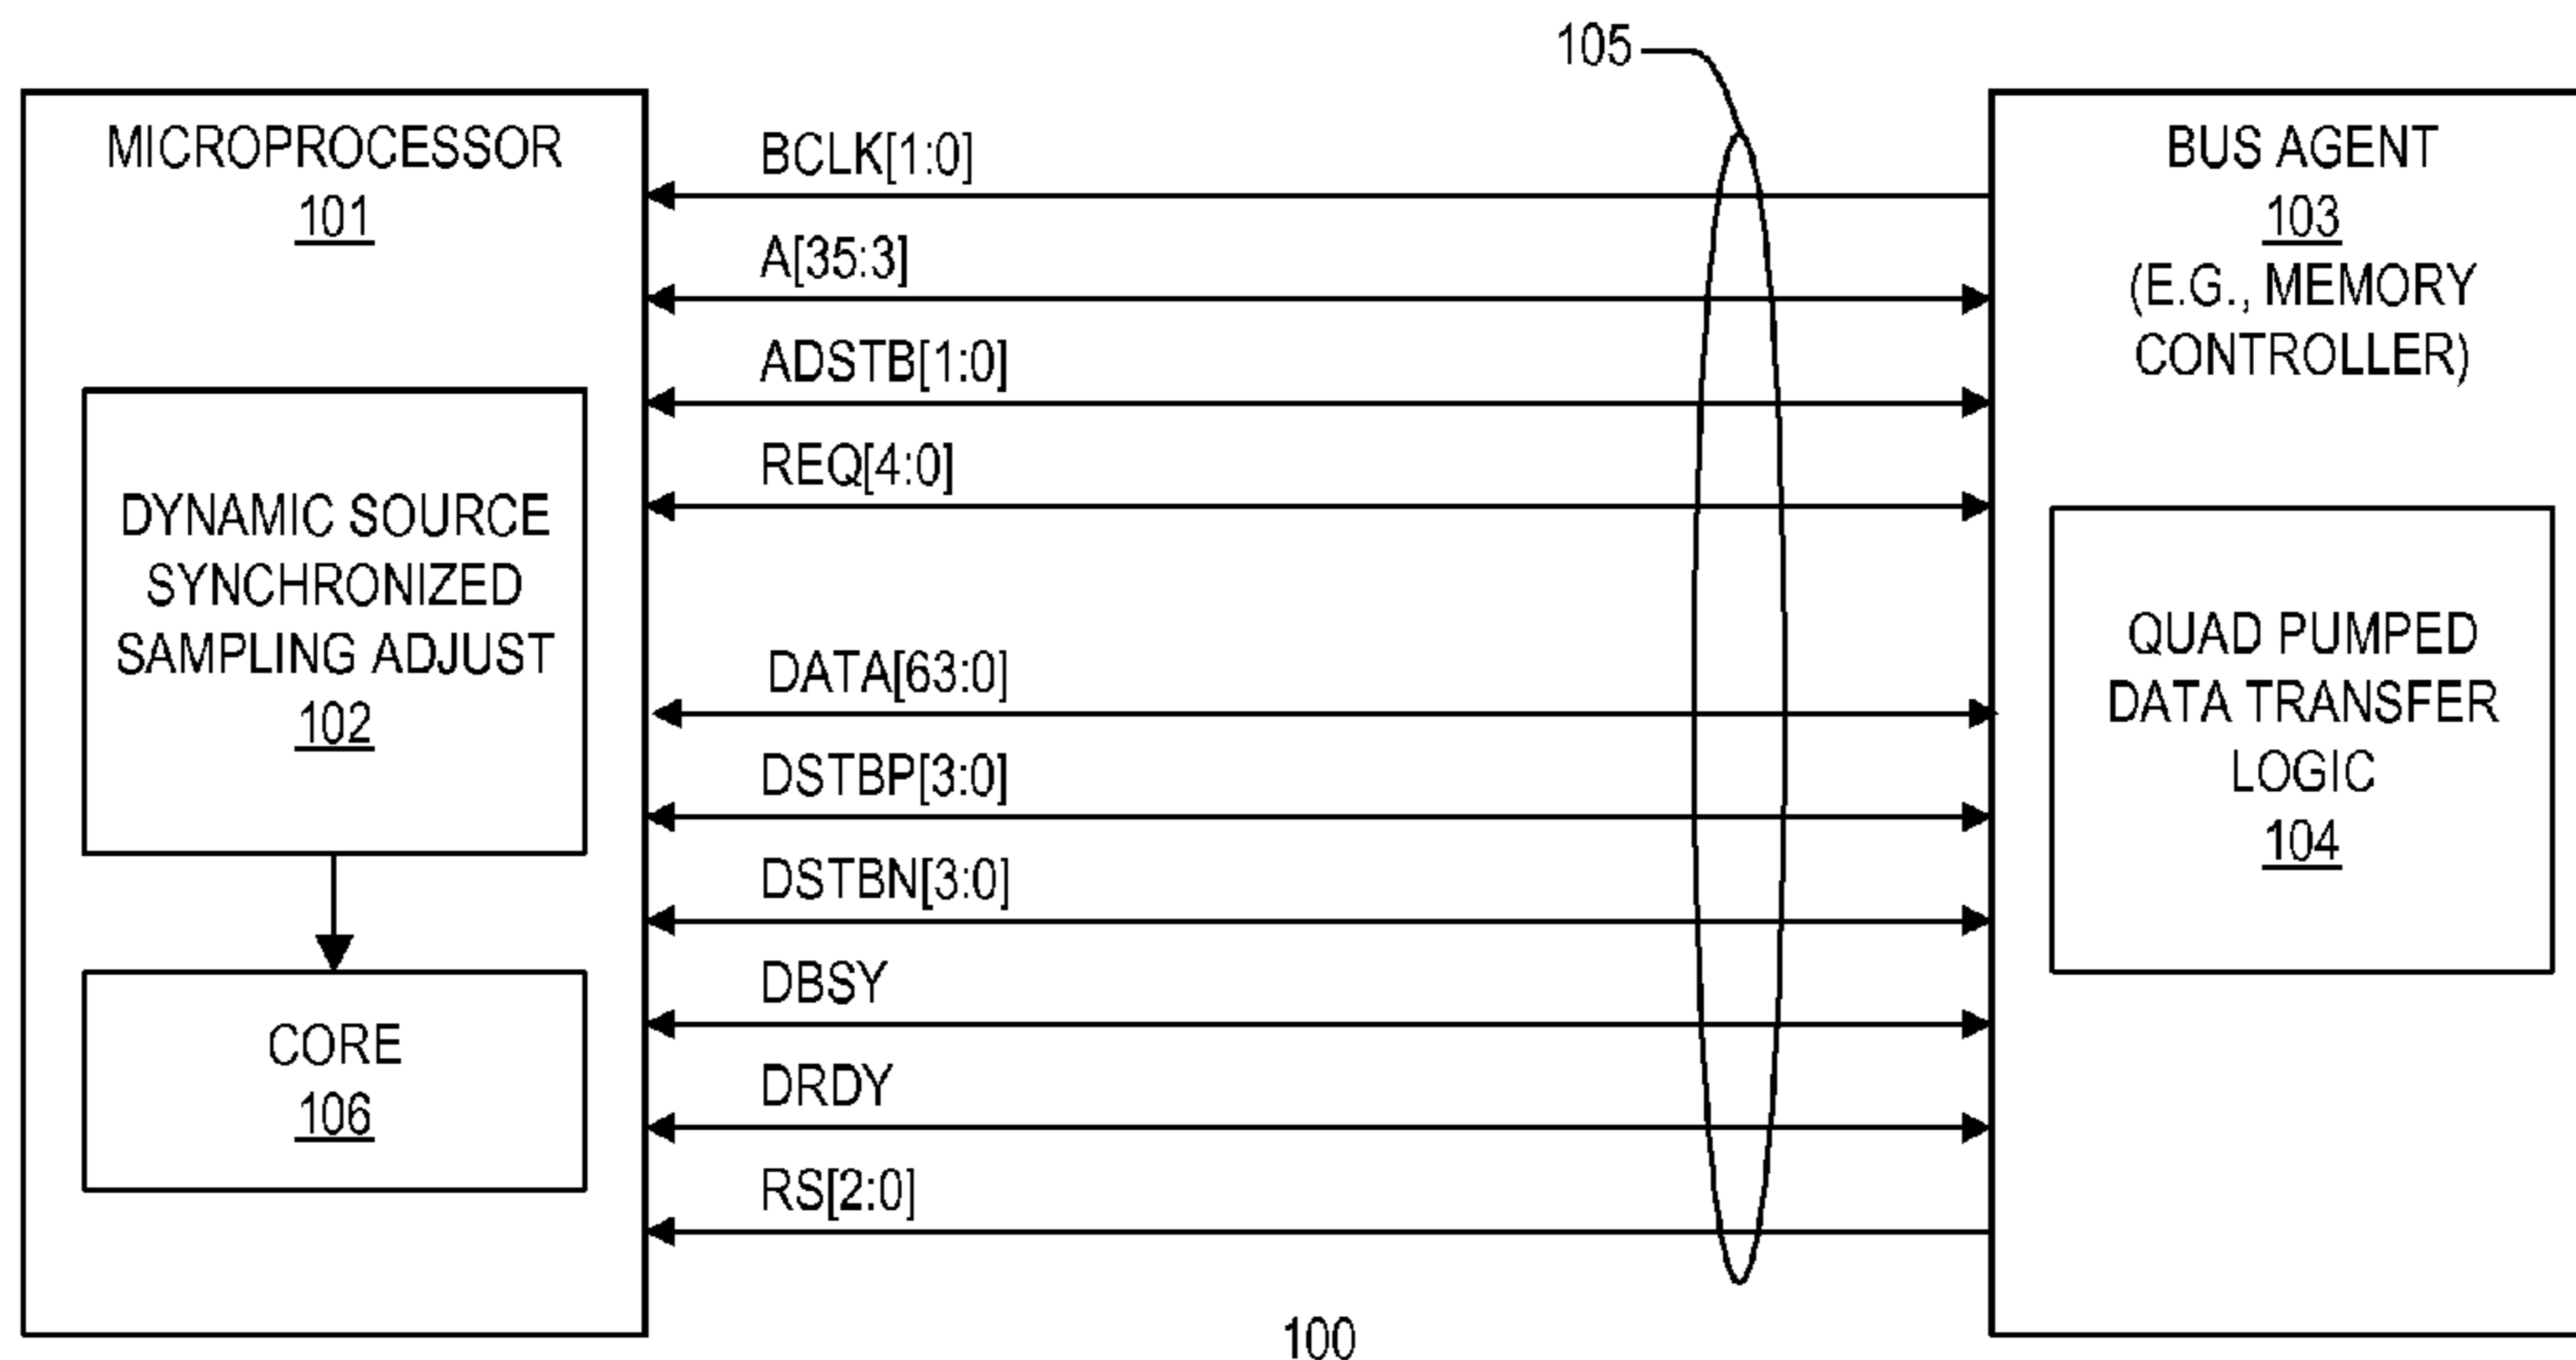 105
MICROPROCESSOR
101
DYNAMIC SOURCE
SYNCHRONIZED
SAMPLING ADJUST
102
CORE
106
BCLK[1:0]
A[35:3]
ADSTB[1:0]
REQ[4:0]
DATA[63:0]
DSTBP[3:0]
DSTBN[3:0]
DBSY
DRDY
RS[2:0]
BUS AGENT
103
(E.G., MEMORY
CONTROLLER)
QUAD PUMPED
DATA TRANSFER
LOGIC
104
100